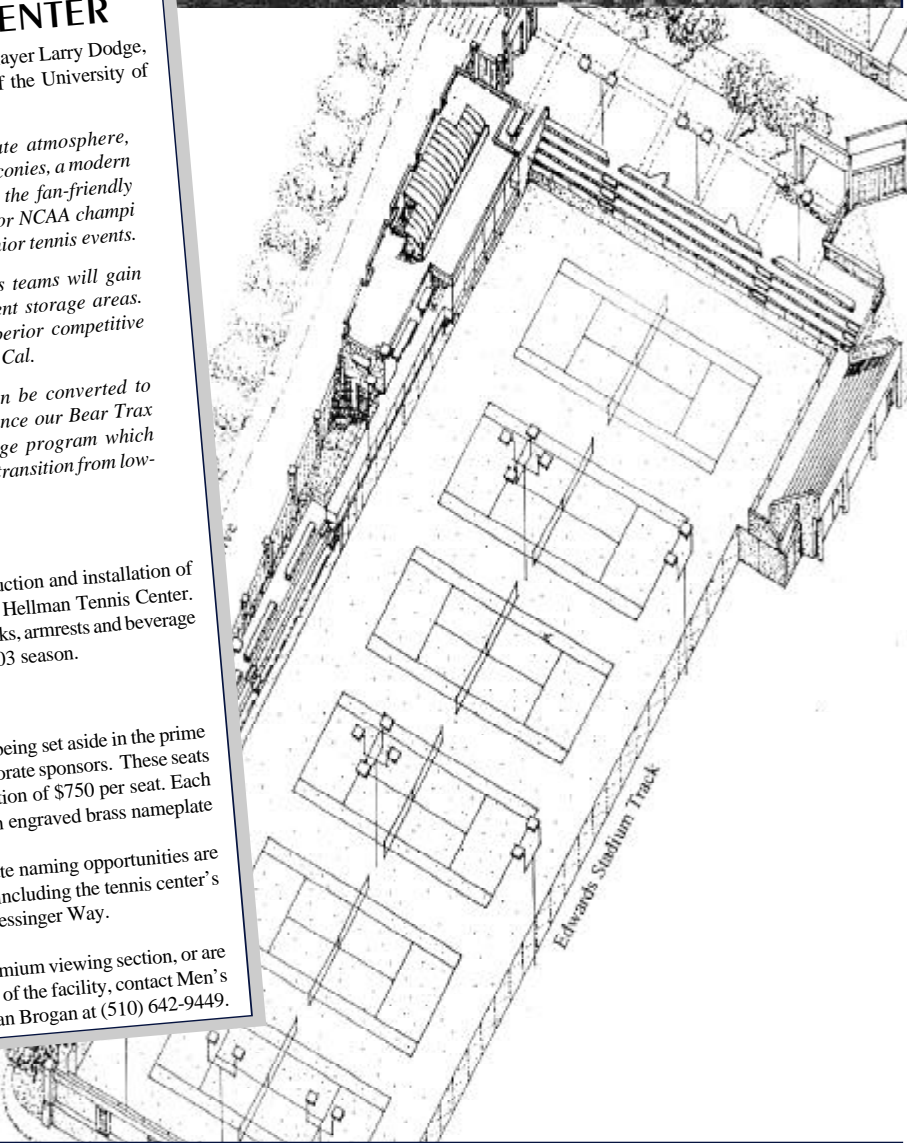 ENTER
ayer Larry Dodge,
f the University of
ate atmosphere,
conies, a modern
the fan-friendly
or NCAA champi
nior tennis events.
s teams will gain
ent storage areas.
perior competitive
Cal.
n be converted to
nce our Bear Trax
ge program which
transition from low-
uction and installation of
Hellman Tennis Center.
ks, armrests and beverage
03 season.
being set aside in the prime
orate sponsors. These seats
tion of $750 per seat. Each
n engraved brass nameplate
te naming opportunities are
including the tennis center's
essinger Way.
mium viewing section, or are
of the facility, contact Men's
an Brogan at (510) 642-9449.
Edwards Stadium Track